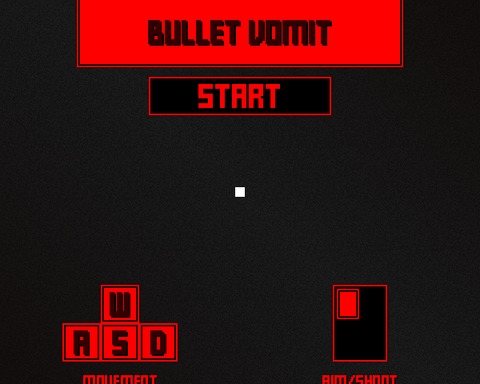 BULLET VOMIT
START
W
A S D
MOVEMENT
AIM/SHOOT